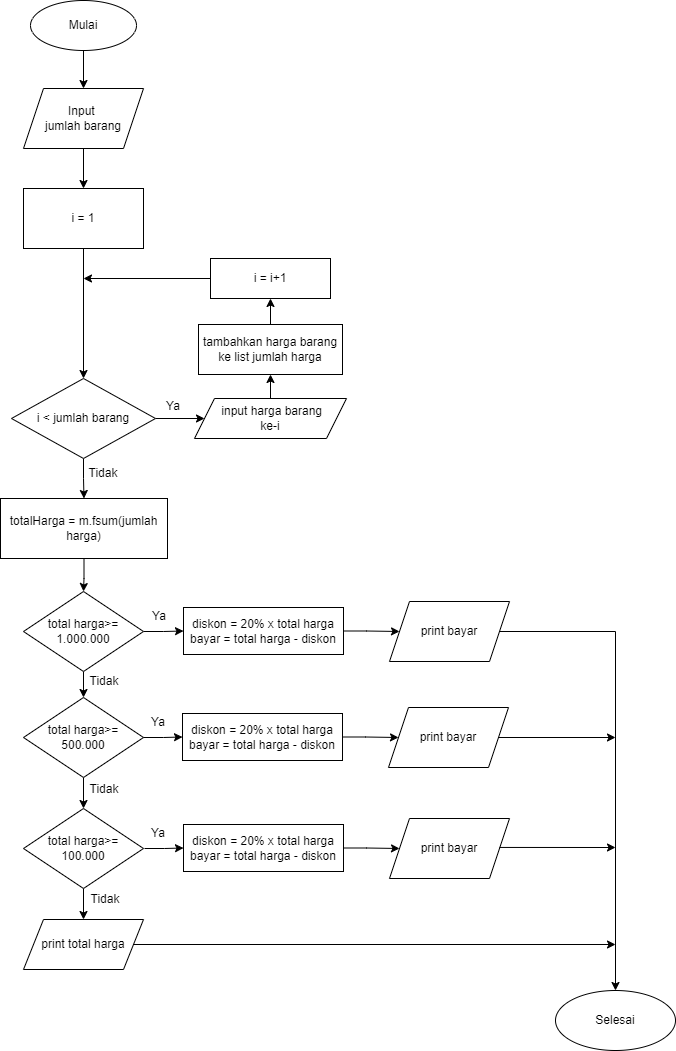 Mulai
Input
jumlah barang
i = 1
i = i+1
tambahkan harga barang
ke list jumlah harga
i < jumlah barang
Ya
input harga barang
ke-i
Tidak
totalHarga = m.fsum(jumlah
harga)
total harga>=
1.000.000
Ya
diskon = 20% x total harga
bayar = total harga - diskon
print bayar
Tidak
total harga>=
500.000
Ya
diskon = 20% x total harga
bayar = total harga - diskon
print bayar
Tidak
total harga>=
100.000
Ya
diskon = 20% x total harga
bayar = total harga - diskon
print bayar
Tidak
print total harga
Selesai